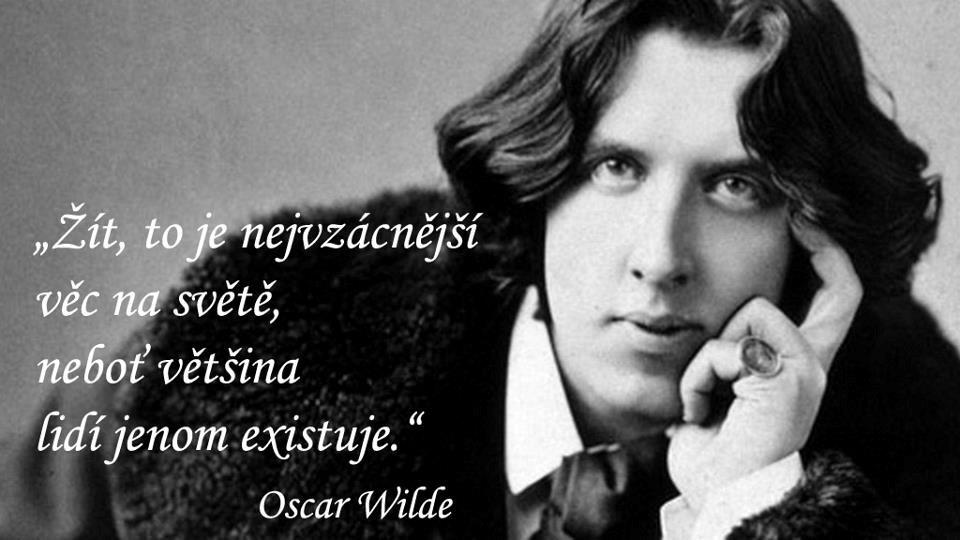 „Žít, to je nejvzácnější
věc na světě,
neboť většina
lidí jenom existuje.“
Oscar Wilde